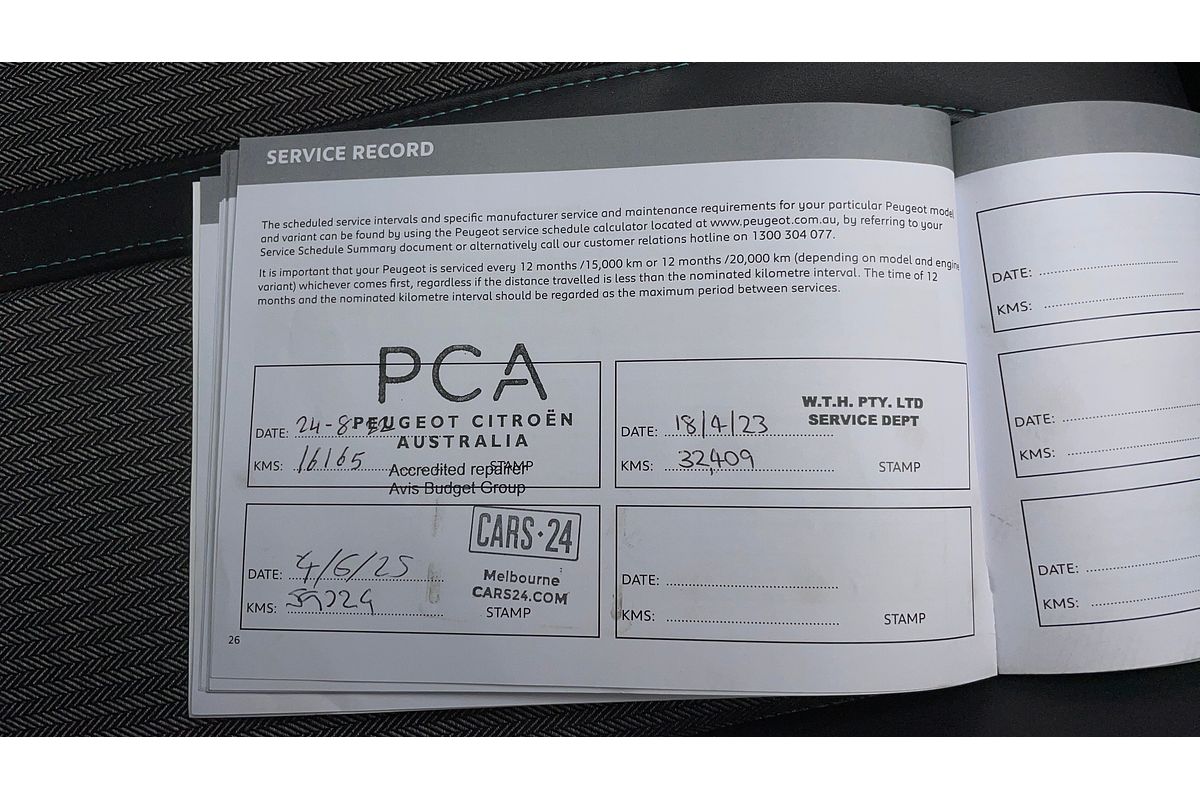 SERVICE RECORD
The scheduled service intervals and specific manufacturer service and maintenance requirements for your particular Peugeot model
and variant can be found by using the Peugeot service schedule calculator located at www.peugeot.com.au, by referring to your
Service Schedule Summary document or alternatively call our customer relations hotline on 1300 304 077.
It is important that your Peugeot is serviced every 12 months /15,000 km or 12 months /20,000 km (depending on model and engine
variant) whichever comes first, regardless if the distance travelled is less than the nominated kilometre interval. The time of 12
months and the nominated kilometre interval should be regarded as the maximum period between services.
PCA
PEUGEOT CITROËN
AUSTRALIA
DATE: 24-8-
KMS: 16165 STAMP
Accredited repairer
Avis Budget Group
W.T.H. PTY. LTD
SERVICE DEPT
DATE: 18/4/23
KMS: 32,409 STAMP
CARS·24
Melbourne
CARS24.COM
DATE: 4/6/25
KMS: STAMP
DATE:
KMS: STAMP
26
DATE:
KMS:
DATE:
KMS:
DATE:
KMS: